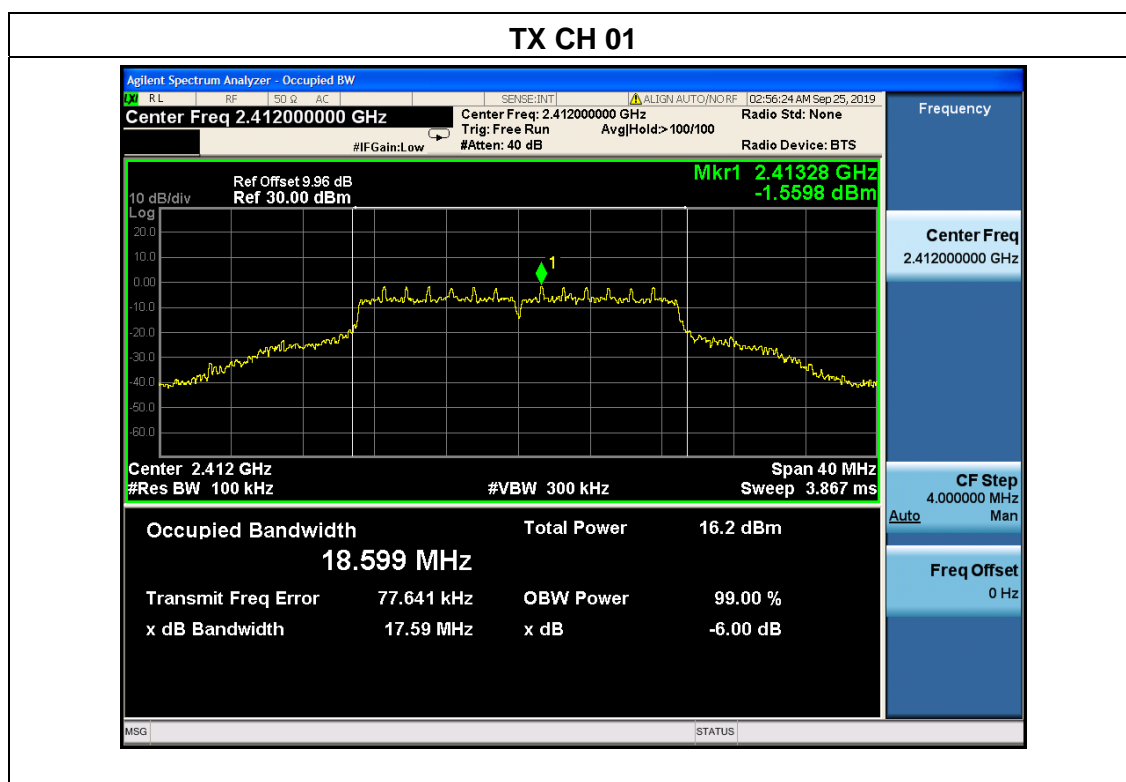 TX CH 01
Agilent Spectrum Analyzer - Occupied BW
LXI RL RF 50 Ω AC SENSE:INT ALIGN AUTO/NO RF 02:56:24 AM Sep 25, 2019
Center Freq 2.412000000 GHz
Center Freq: 2.412000000 GHz
Radio Std: None
Trig: Free Run Avg|Hold:>100/100
#IFGain:Low #Atten: 40 dB Radio Device: BTS
Mkr1 2.41328 GHz
-1.5598 dBm
Ref Offset 9.96 dB
10 dB/div Ref 30.00 dBm
Log
20.0
10.0
0.00
-10.0
-20.0
-30.0
-40.0
-50.0
-60.0
1
Center 2.412 GHz Span 40 MHz
#Res BW 100 kHz #VBW 300 kHz Sweep 3.867 ms
Occupied Bandwidth Total Power 16.2 dBm
18.599 MHz
Transmit Freq Error 77.641 kHz OBW Power 99.00 %
x dB Bandwidth 17.59 MHz x dB -6.00 dB
Frequency
Center Freq
2.412000000 GHz
CF Step
4.000000 MHz
Auto Man
Freq Offset
0 Hz
MSG STATUS